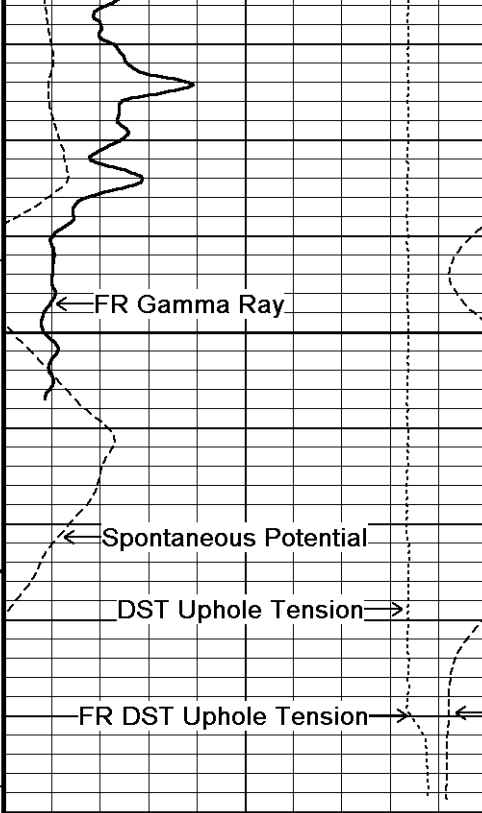 FR Gamma Ray
Spontaneous Potential
DST Uphole Tension
FR DST Uphole Tension